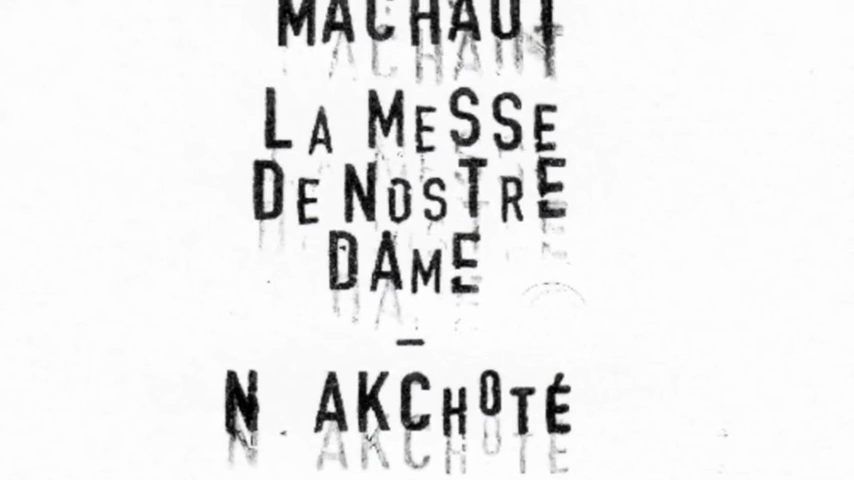 MACHAUT
LA MESSE
DE NOSTRE
DAME
–
N. AKCHOTÉ